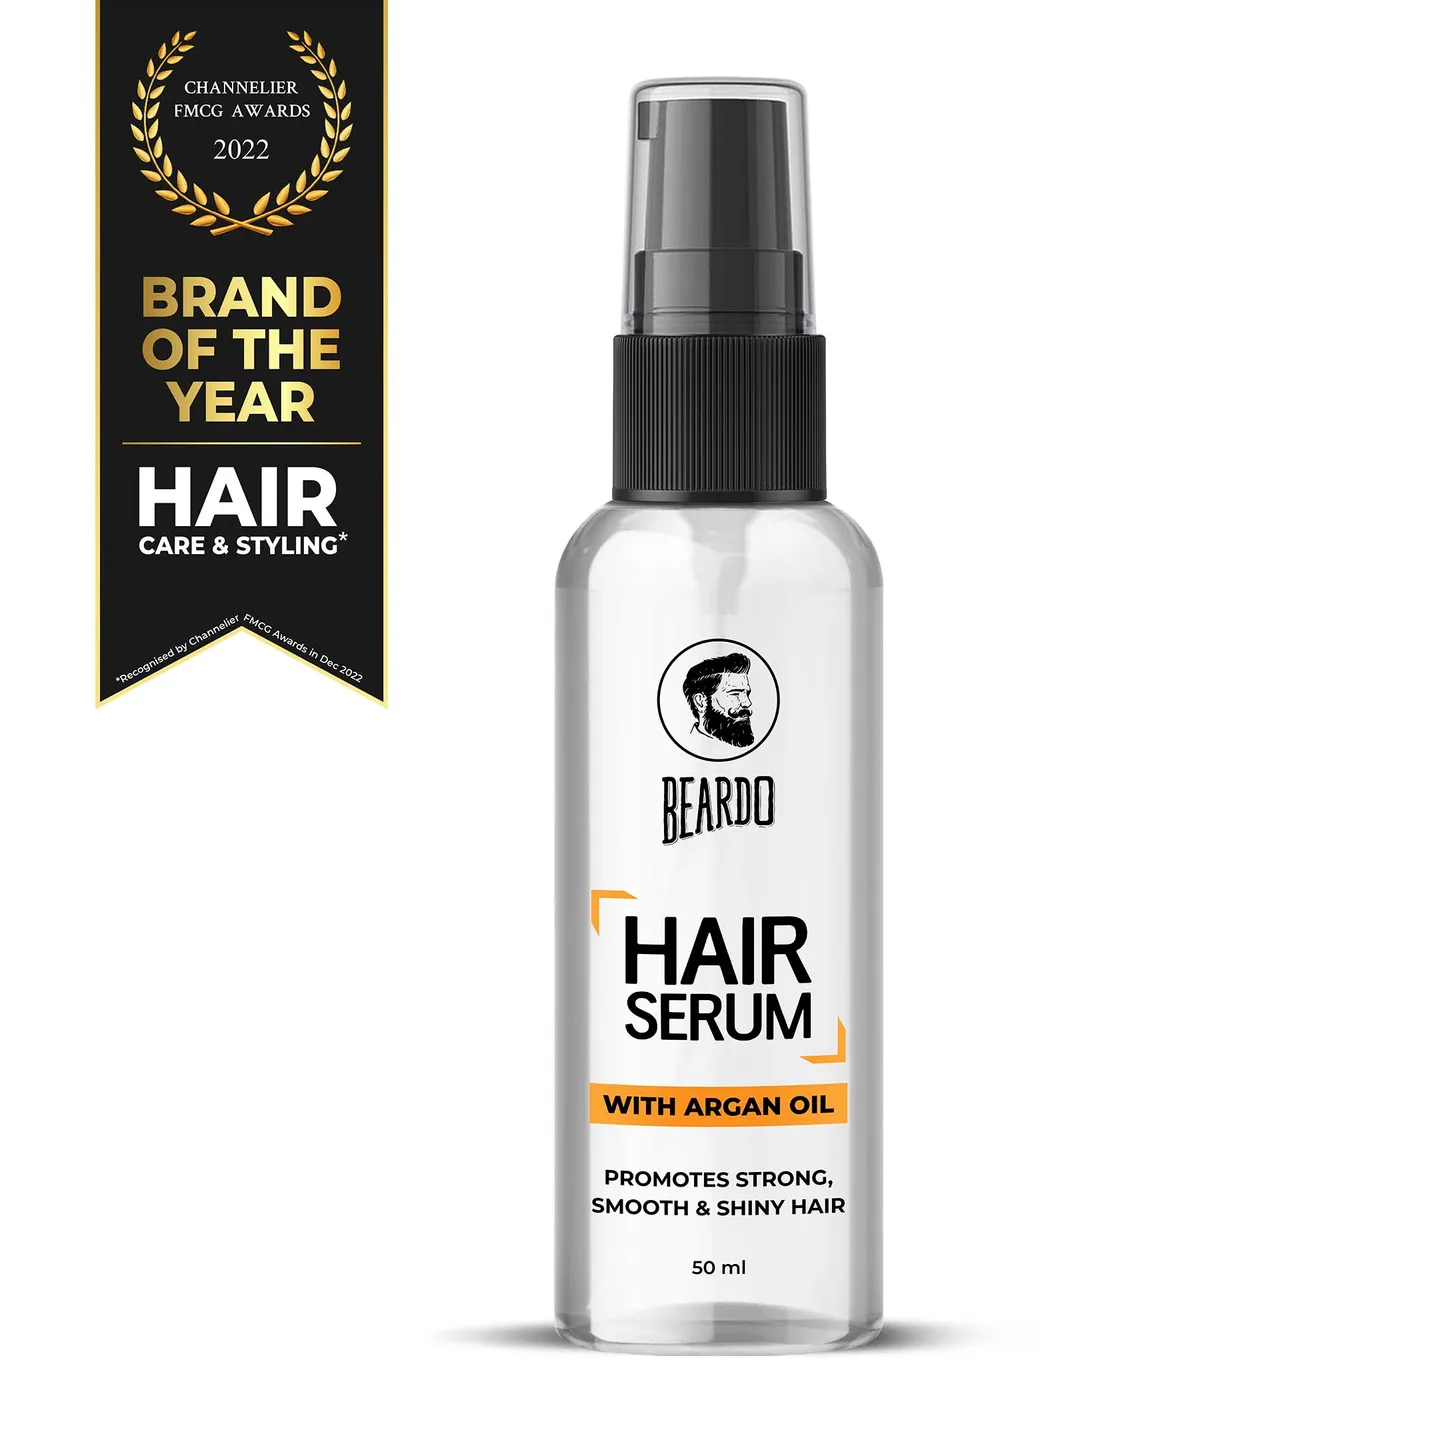 CHANNELIER
FMCG AWARDS
2022
BRAND
OF THE
YEAR
HAIR
CARE & STYLING*
*Recognised by Channelier FMCG Awards in Dec 2022
BEARDO
HAIR
SERUM
WITH ARGAN OIL
PROMOTES STRONG,
SMOOTH & SHINY HAIR
50 ml